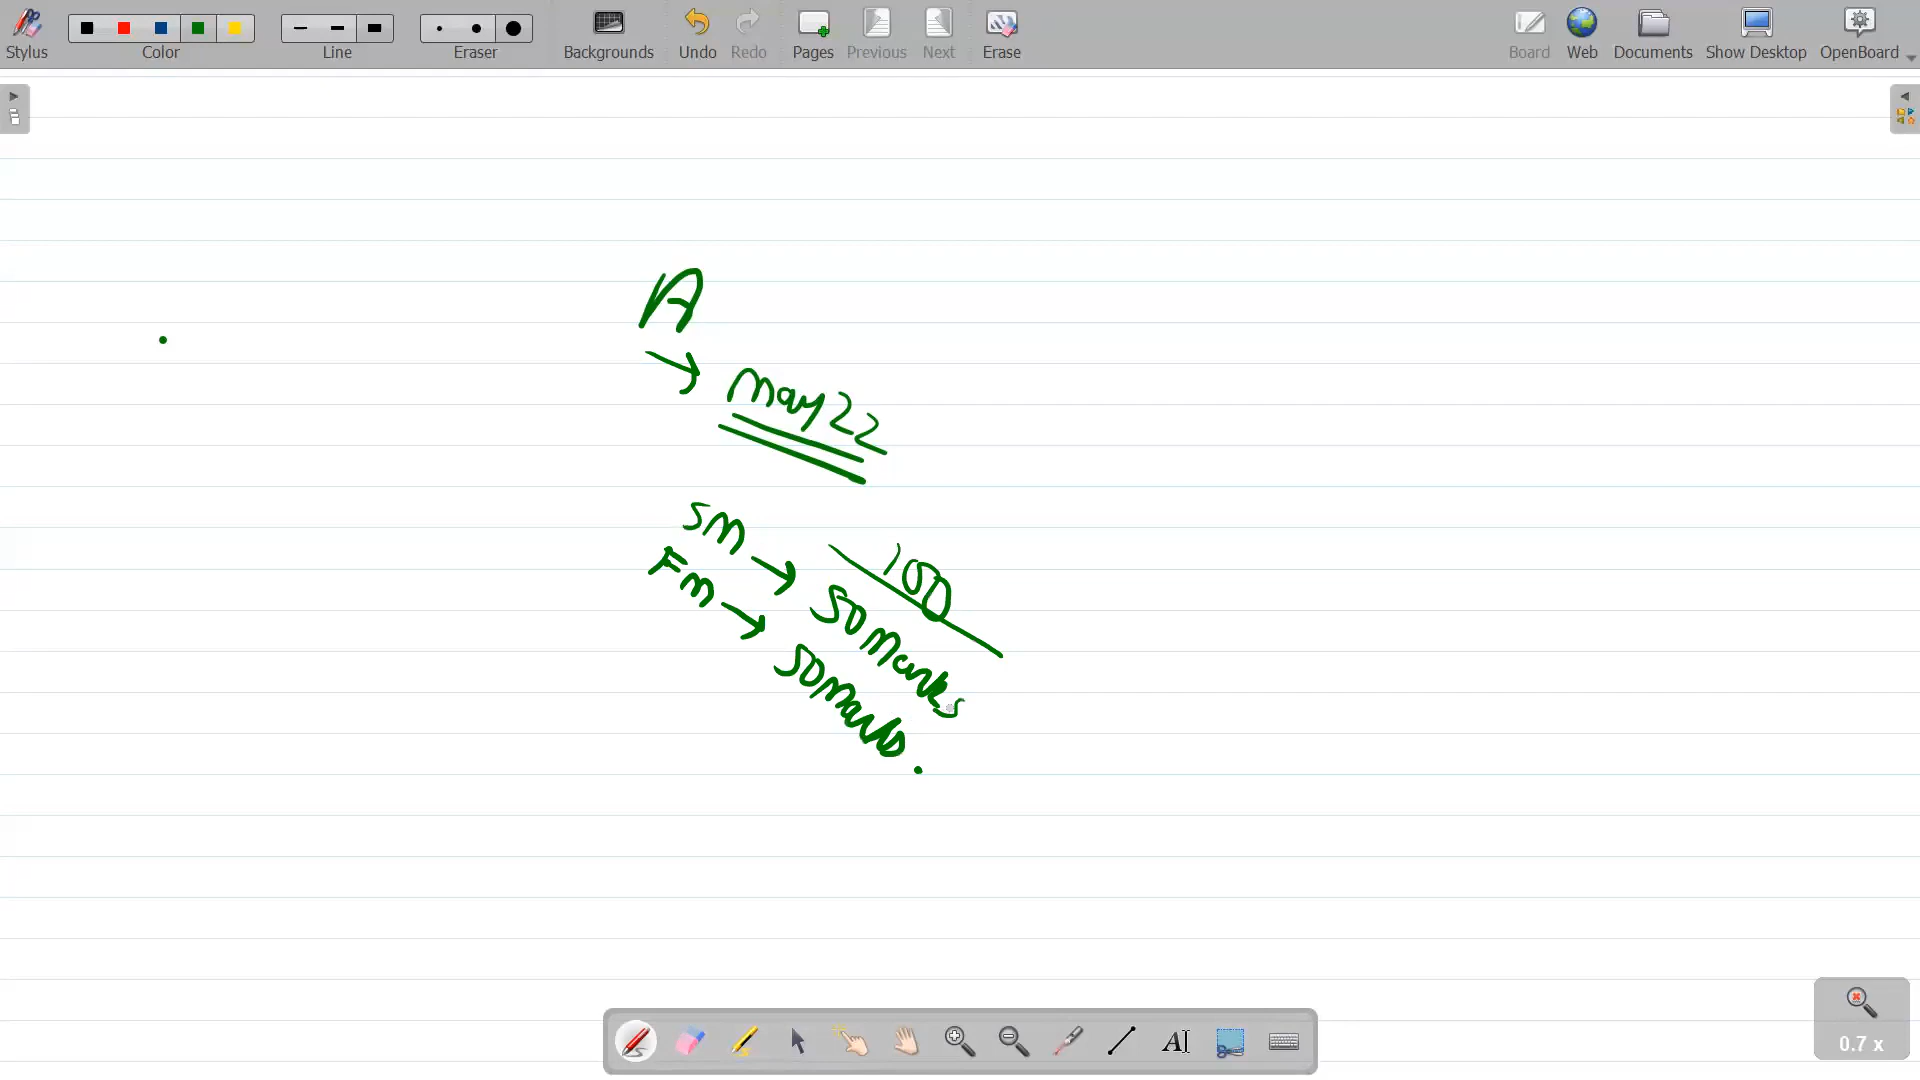 Stylus Color Line Eraser Backgrounds Undo Redo Pages Previous Next Erase Board Web Documents Show Desktop OpenBoard
A
→ May 22
100
SM → 50 Marks
FM → 50 Marks.
AI
0.7 x